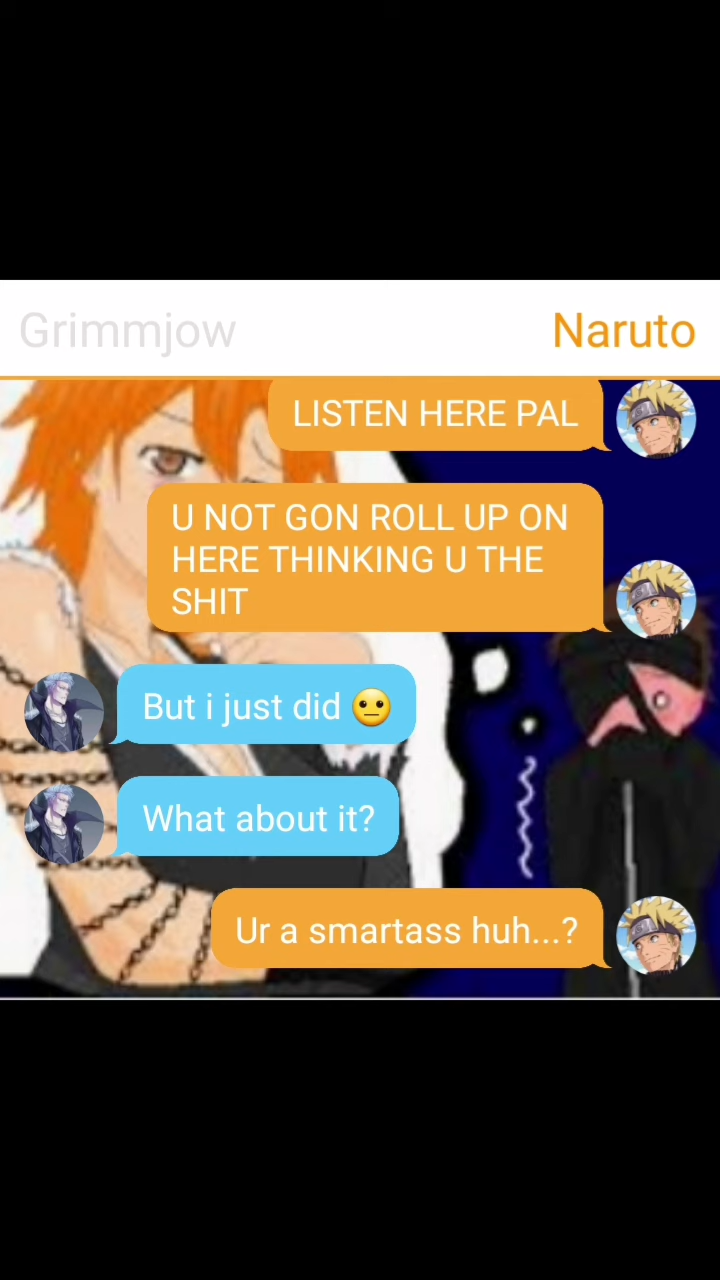 Grimmjow
Naruto
LISTEN HERE PAL
U NOT GON ROLL UP ON
HERE THINKING U THE
SHIT
But i just did 😐
What about it?
Ur a smartass huh...?